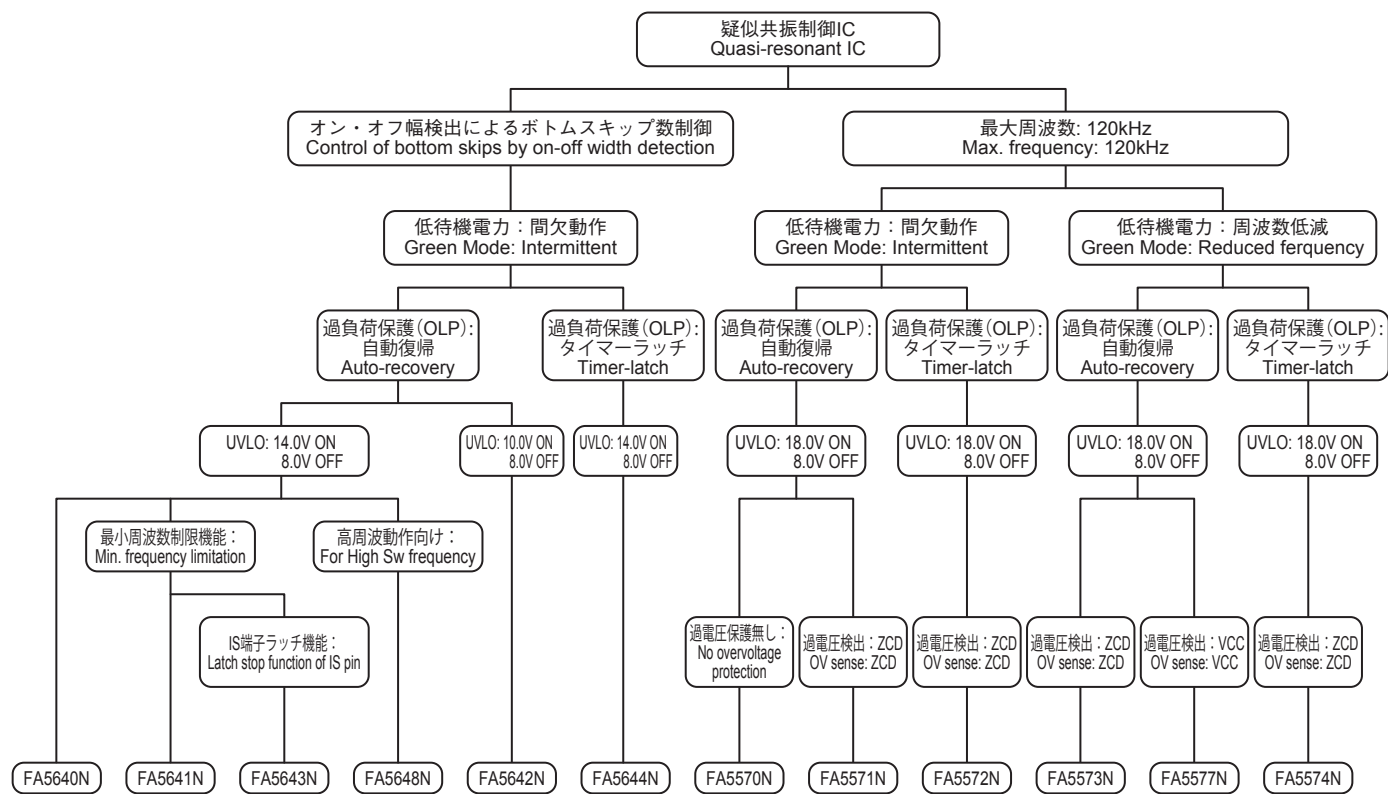 疑似共振制御IC
Quasi-resonant IC
オン・オフ幅検出によるボトムスキップ数制御
Control of bottom skips by on-off width detection
最大周波数: 120kHz
Max. frequency: 120kHz
低待機電力：間欠動作
Green Mode: Intermittent
低待機電力：間欠動作
Green Mode: Intermittent
低待機電力：周波数低減
Green Mode: Reduced ferquency
過負荷保護(OLP):
自動復帰
Auto-recovery
過負荷保護(OLP):
タイマーラッチ
Timer-latch
過負荷保護(OLP):
自動復帰
Auto-recovery
過負荷保護(OLP):
タイマーラッチ
Timer-latch
過負荷保護(OLP):
自動復帰
Auto-recovery
過負荷保護(OLP):
タイマーラッチ
Timer-latch
UVLO: 14.0V ON
8.0V OFF
UVLO: 10.0V ON
8.0V OFF
UVLO: 14.0V ON
8.0V OFF
UVLO: 18.0V ON
8.0V OFF
UVLO: 18.0V ON
8.0V OFF
UVLO: 18.0V ON
8.0V OFF
UVLO: 18.0V ON
8.0V OFF
最小周波数制限機能：
Min. frequency limitation
高周波動作向け：
For High Sw frequency
IS端子ラッチ機能：
Latch stop function of IS pin
過電圧保護無し：
No overvoltage
protection
過電圧検出：ZCD
OV sense: ZCD
過電圧検出：ZCD
OV sense: ZCD
過電圧検出：ZCD
OV sense: ZCD
過電圧検出：VCC
OV sense: VCC
過電圧検出：ZCD
OV sense: ZCD
FA5640N
FA5641N
FA5643N
FA5648N
FA5642N
FA5644N
FA5570N
FA5571N
FA5572N
FA5573N
FA5577N
FA5574N